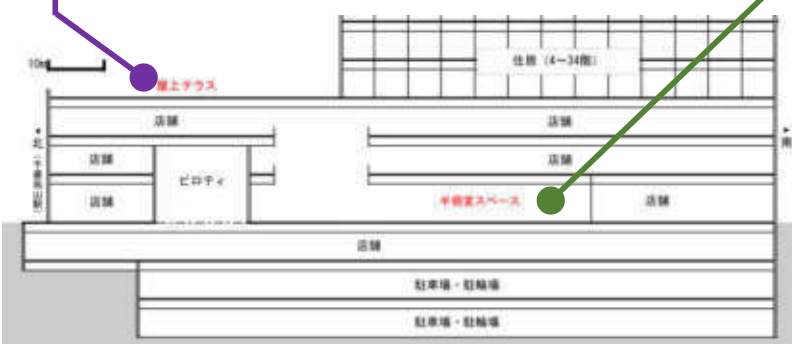 10m
住居(4~34階)
屋上テラス
店舗
店舗
北
南
店舗
ピロティ
店舗
店舗
半個室スペース
店舗
店舗
駐車場・駐輪場
駐車場・駐輪場